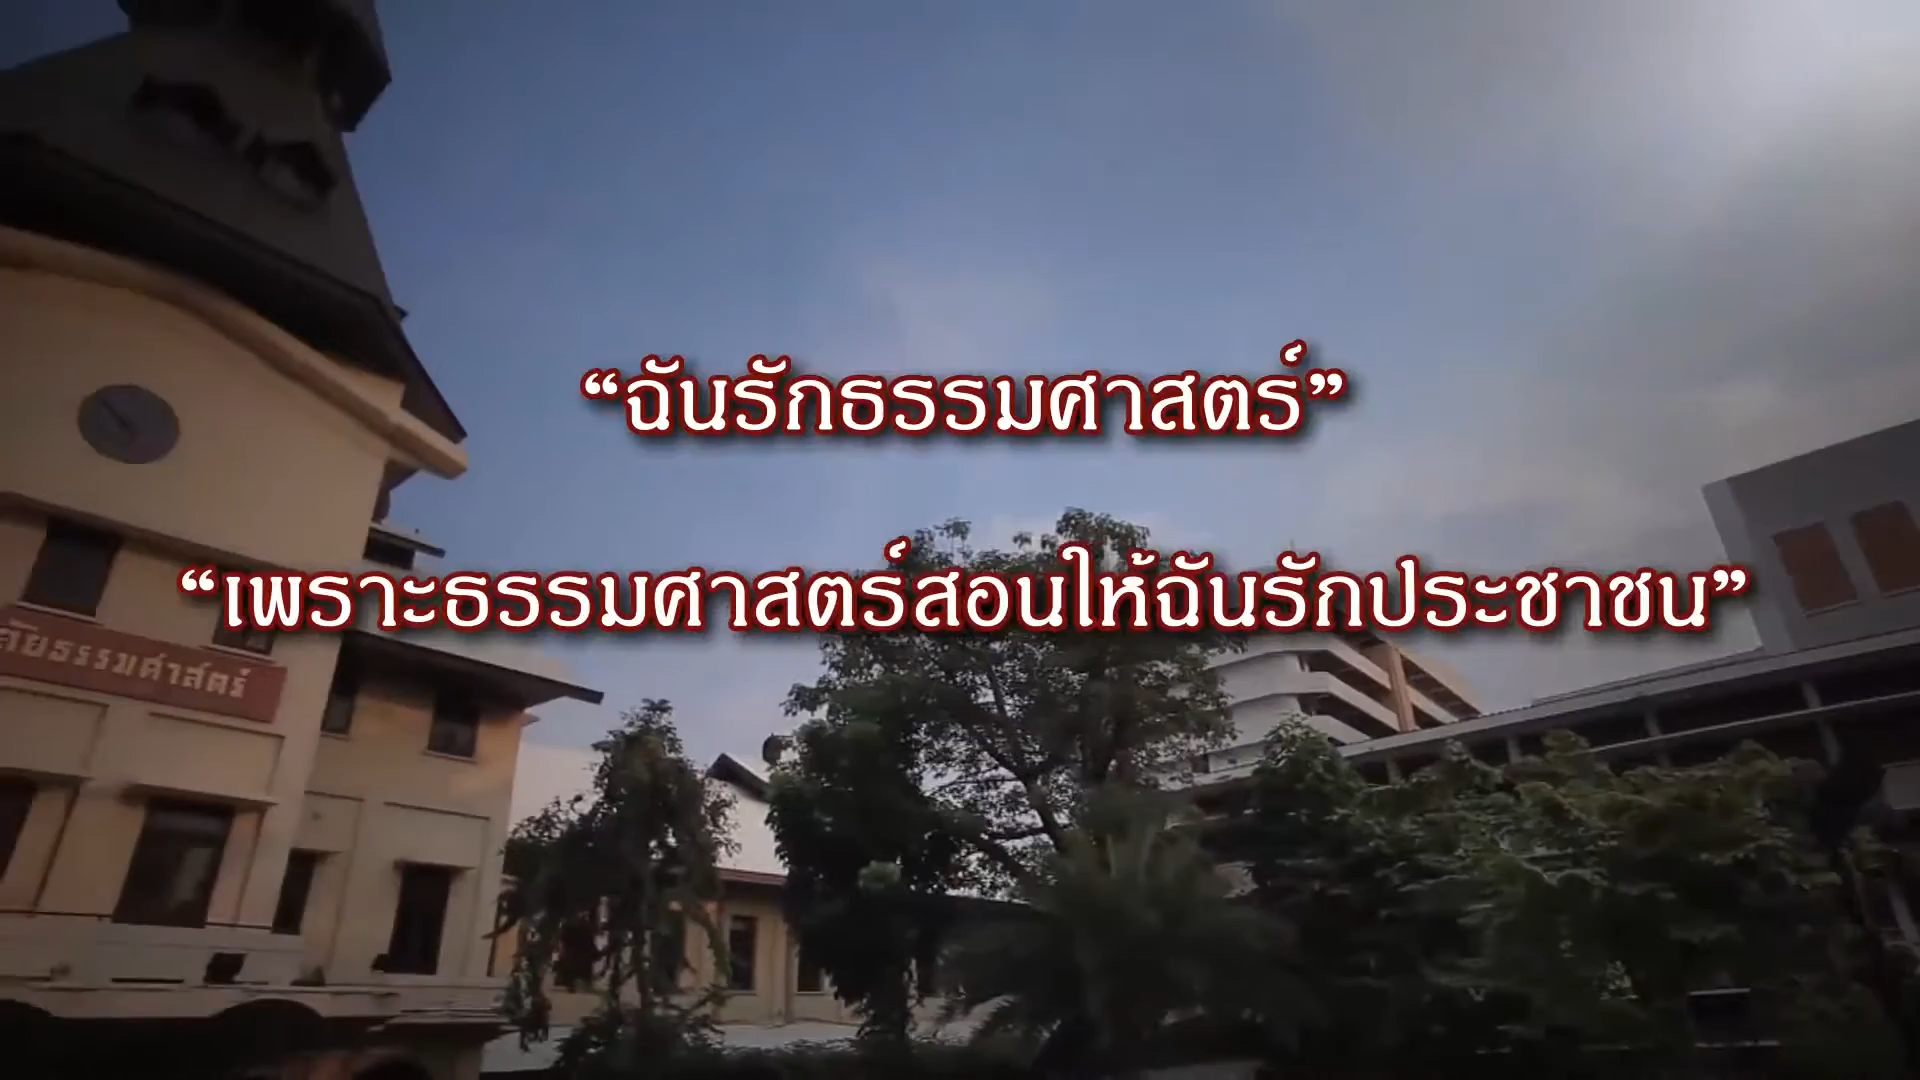 “ฉันรักธรรมศาสตร์”
“เพราะธรรมศาสตร์สอนให้ฉันรักประชาชน”
ลัยธรรมศาสตร์